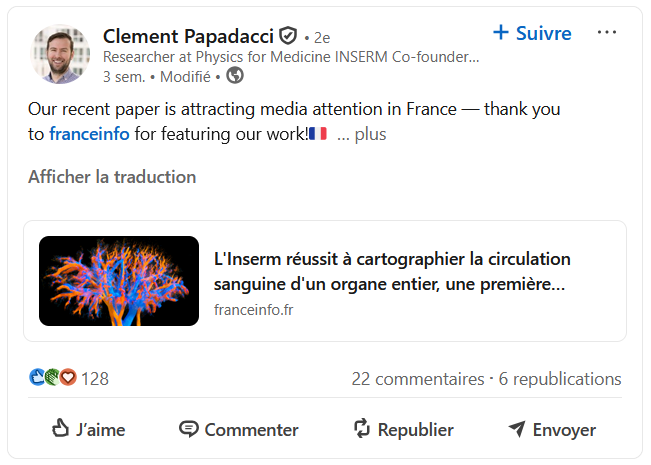 Clement Papadacci • 2e
+ Suivre
Researcher at Physics for Medicine INSERM Co-founder...
3 sem. • Modifié •
Our recent paper is attracting media attention in France — thank you
to franceinfo for featuring our work!🇫🇷 ... plus
Afficher la traduction
L'Inserm réussit à cartographier la circulation
sanguine d'un organe entier, une première...
franceinfo.fr
128
22 commentaires · 6 republications
J’aime
Commenter
Republier
Envoyer